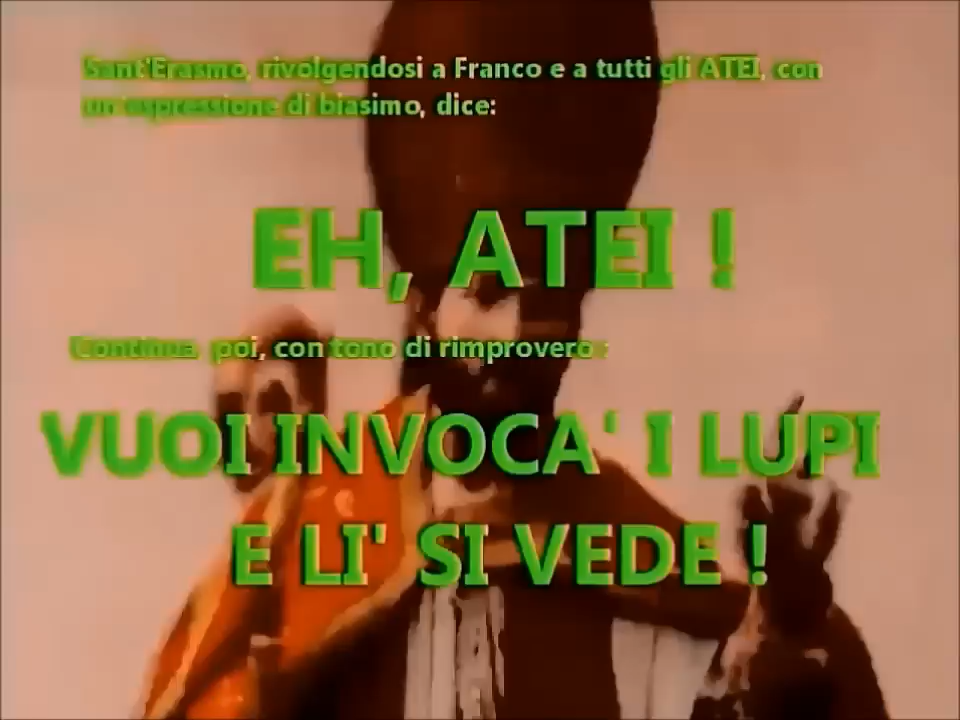 Sant'Erasmo, rivolgendosi a Franco e a tutti gli ATEI, con
un'espressione di biasimo, dice:
EH, ATEI !
Continua poi, con tono di rimprovero :
VUOI INVOCA' I LUPI
E LI' SI VEDE !